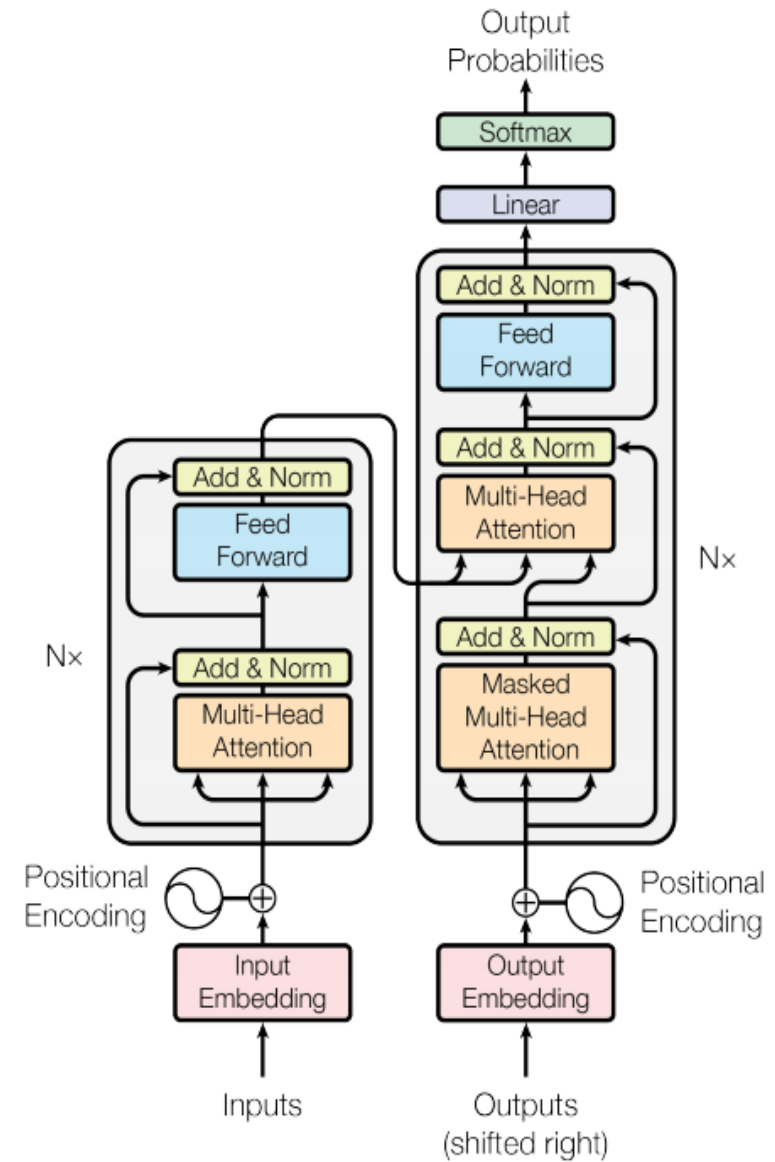 Output
Probabilities
Softmax
Linear
Add & Norm
Feed
Forward
Add & Norm
Multi-Head
Attention
Add & Norm
Masked
Multi-Head
Attention
Nx
Add & Norm
Feed
Forward
Add & Norm
Multi-Head
Attention
Nx
Positional
Encoding
Positional
Encoding
Input
Embedding
Output
Embedding
Inputs
Outputs
(shifted right)